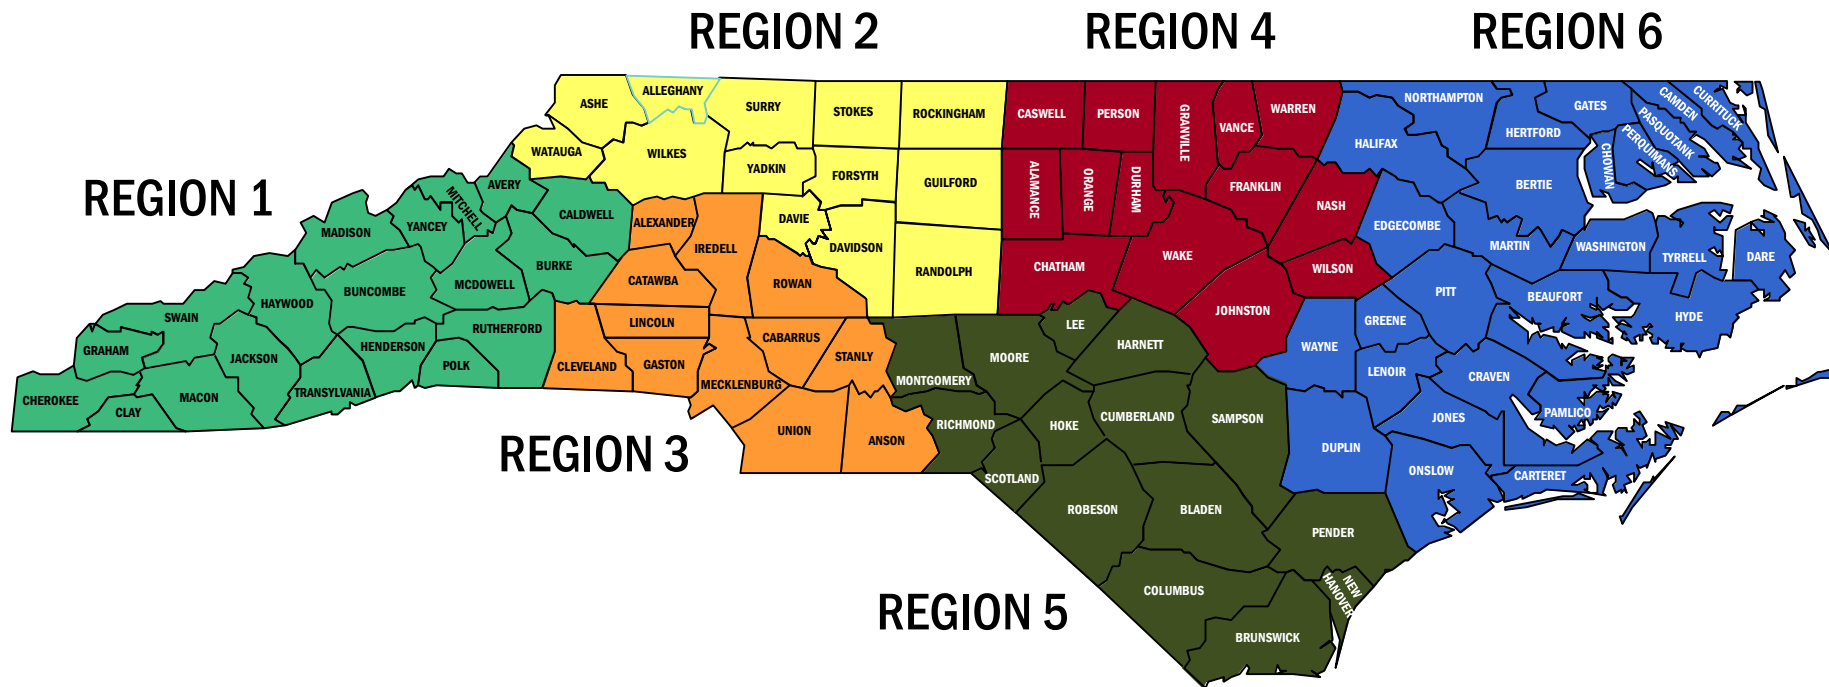 REGION 2
REGION 4
REGION 6
REGION 1
REGION 3
REGION 5
ASHE
ALLEGHANY
SURRY
STOKES
ROCKINGHAM
WATAUGA
WILKES
YADKIN
FORSYTH
GUILFORD
DAVIE
DAVIDSON
RANDOLPH
CASWELL
PERSON
GRANVILLE
VANCE
WARREN
ALAMANCE
ORANGE
DURHAM
FRANKLIN
NASH
CHATHAM
WAKE
WILSON
JOHNSTON
NORTHAMPTON
GATES
CAMDEN
CURRITUCK
PASQUOTANK
PERQUIMANS
CHOWAN
HERTFORD
HALIFAX
BERTIE
EDGECOMBE
MARTIN
WASHINGTON
TYRRELL
DARE
PITT
BEAUFORT
HYDE
GREENE
WAYNE
LENOIR
CRAVEN
PAMLICO
JONES
DUPLIN
ONSLOW
CARTERET
AVERY
MITCHELL
YANCEY
MADISON
CALDWELL
BURKE
MCDOWELL
BUNCOMBE
HAYWOOD
SWAIN
GRAHAM
JACKSON
HENDERSON
RUTHERFORD
POLK
TRANSYLVANIA
MACON
CHEROKEE
CLAY
ALEXANDER
IREDELL
CATAWBA
ROWAN
LINCOLN
CABARRUS
STANLY
CLEVELAND
GASTON
MECKLENBURG
UNION
ANSON
LEE
MOORE
HARNETT
MONTGOMERY
RICHMOND
HOKE
CUMBERLAND
SAMPSON
SCOTLAND
ROBESON
BLADEN
PENDER
COLUMBUS
NEW
HANOVER
BRUNSWICK